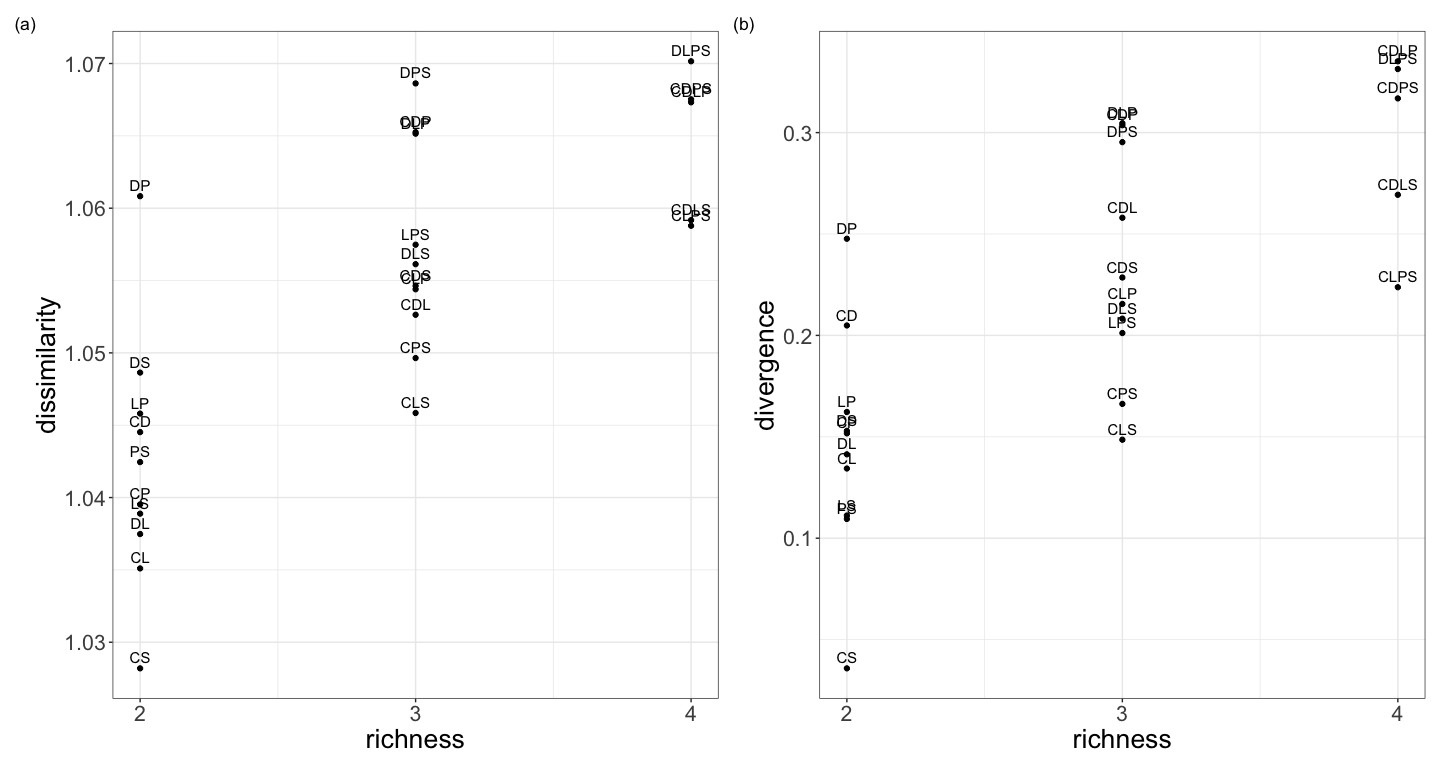 (a)
1.07
1.06
1.05
1.04
1.03
dissimilarity
DP
DS
LP
CD
PS
CP
LS
DL
CL
CS
DPS
CDP
DLP
LPS
DLS
CDS
CLP
CDL
CPS
CLS
DLPS
CDPS
CDLP
CDLS
CLPS
2
3
4
richness
(b)
0.3
0.2
0.1
divergence
DP
CD
LP
DS
CP
DL
CL
LS
PS
CS
DLP
CDP
DPS
CDL
CDS
CLP
DLS
LPS
CPS
CLS
CDLP
DLPS
CDPS
CDLS
CLPS
2
3
4
richness